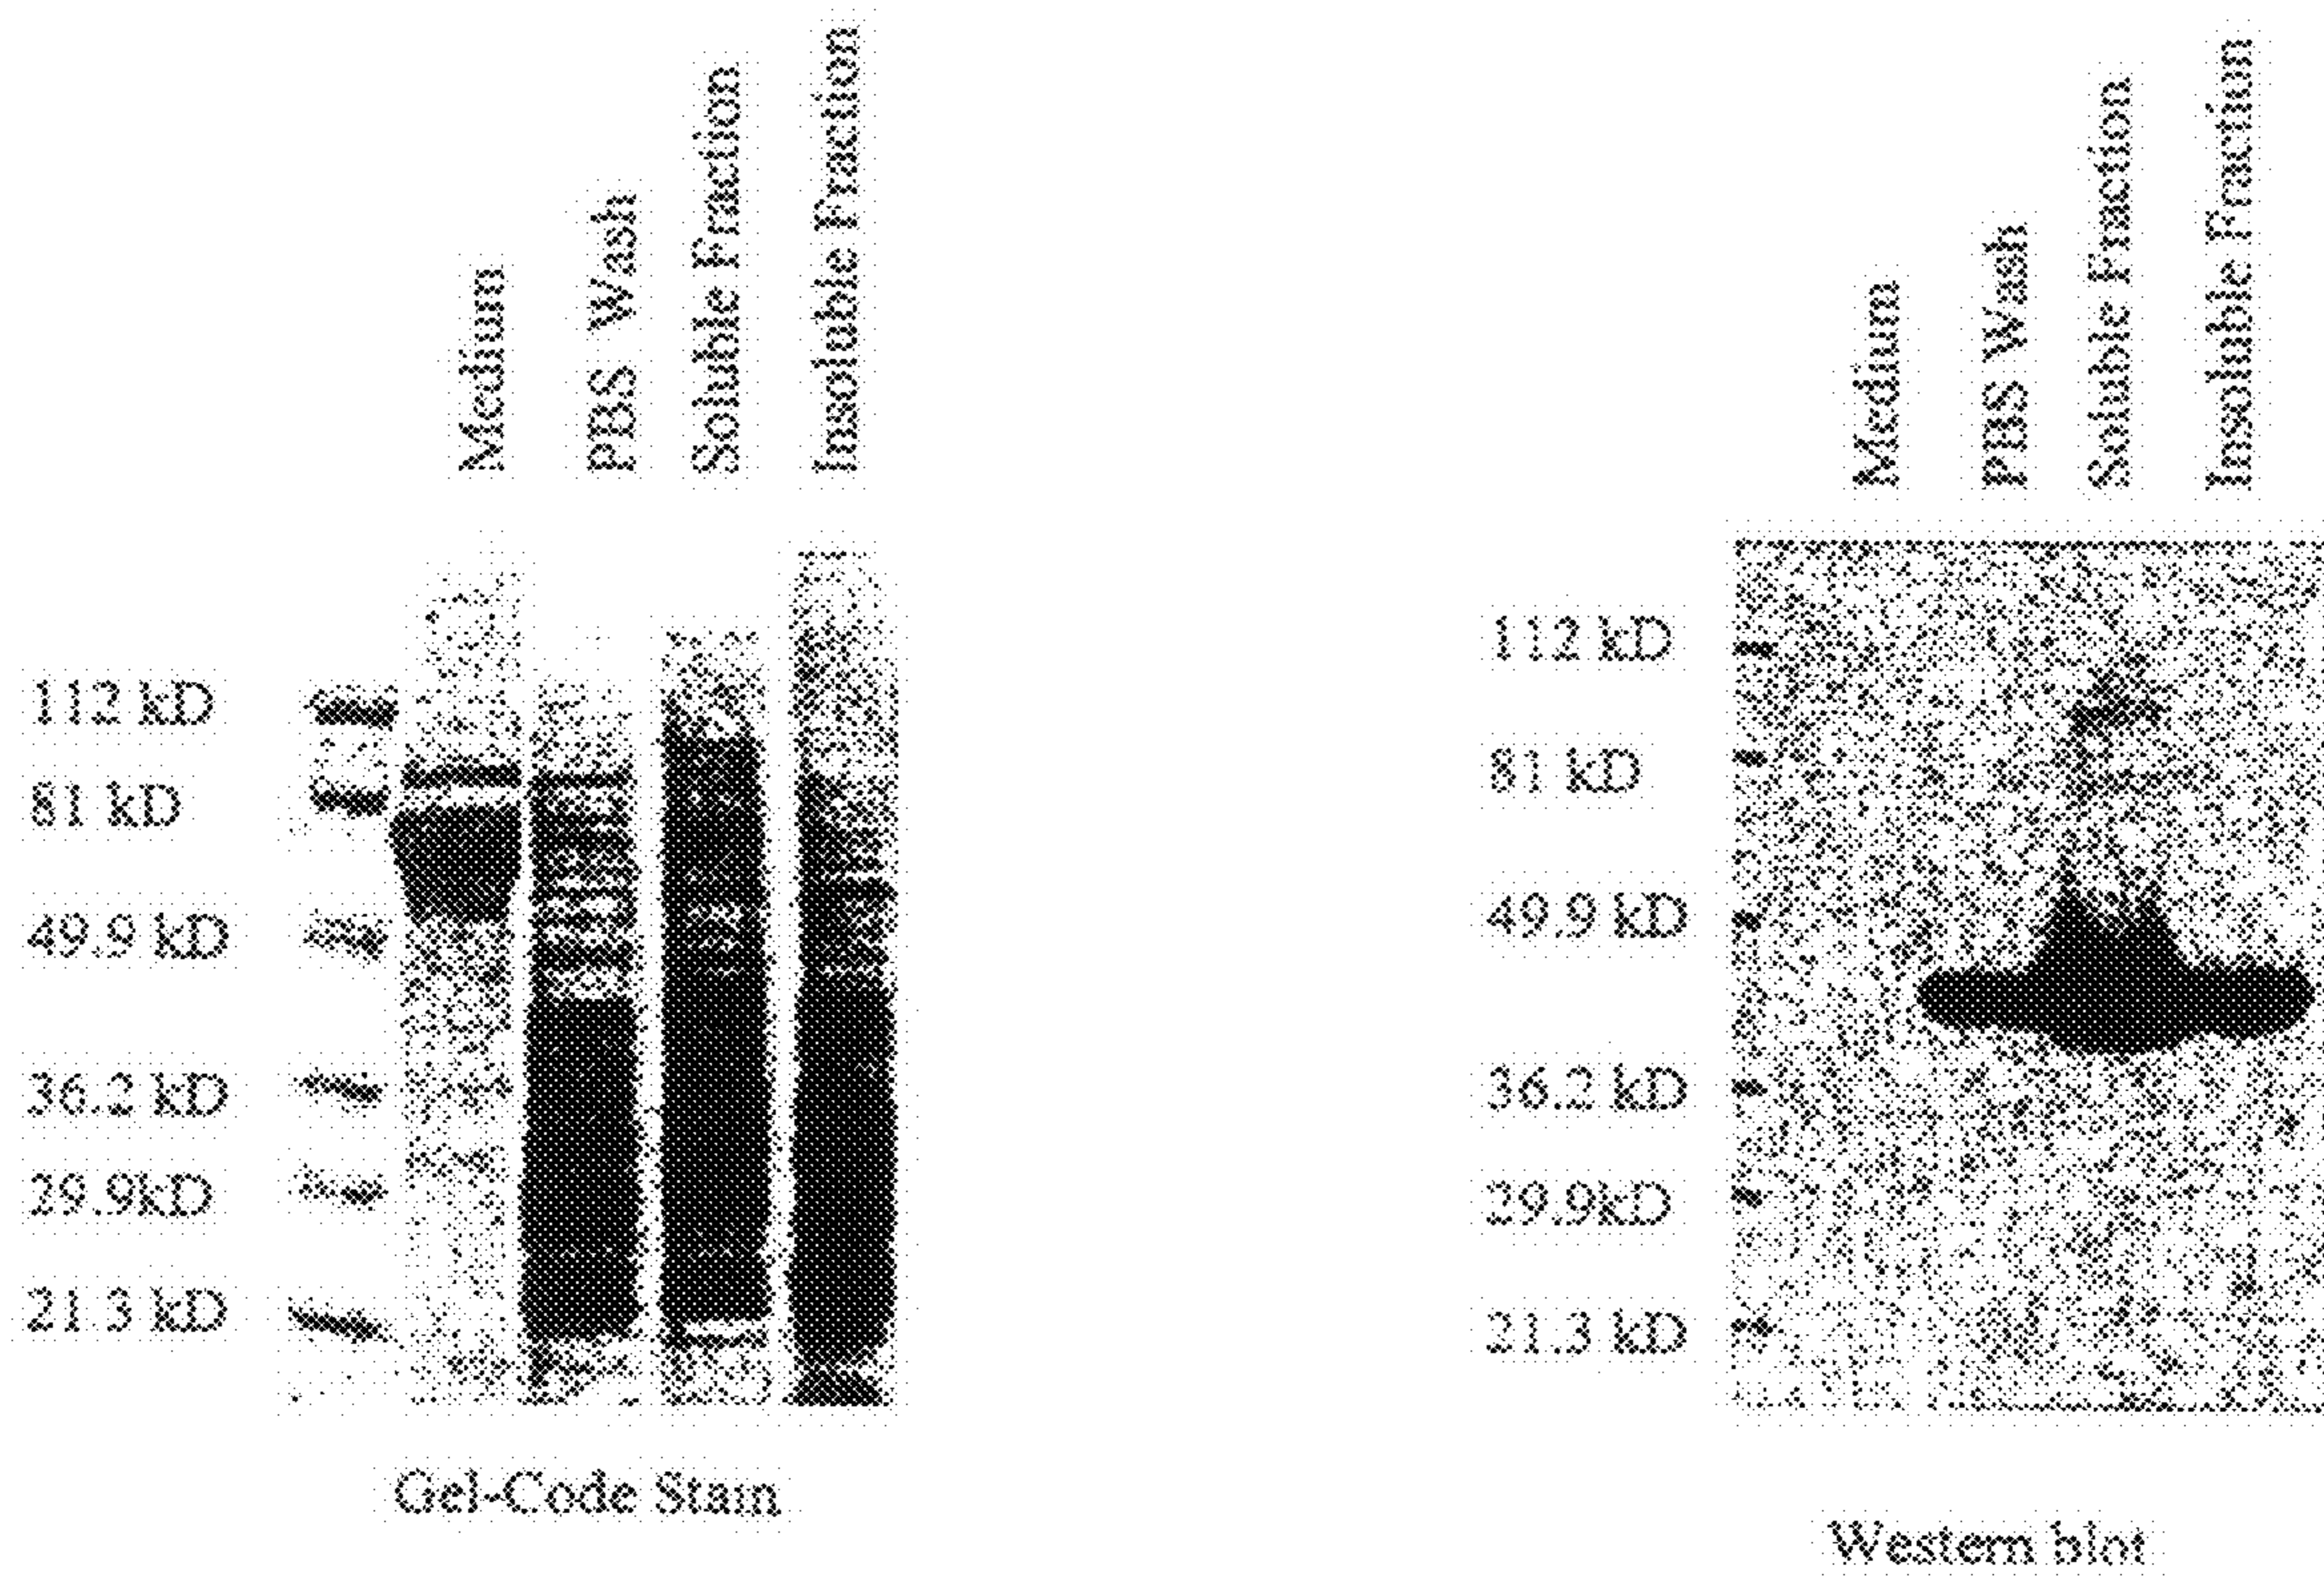 Medium
PBS Wash
Soluble Fraction
Insoluble Fraction
112 kD
81 kD
49.9 kD
36.2 kD
29.9kD
21.3 kD
Gel-Code Stain
Medium
PBS Wash
Soluble Fraction
Insoluble Fraction
112 kD
81 kD
49.9 kD
36.2 kD
29.9kD
21.3 kD
Western blot